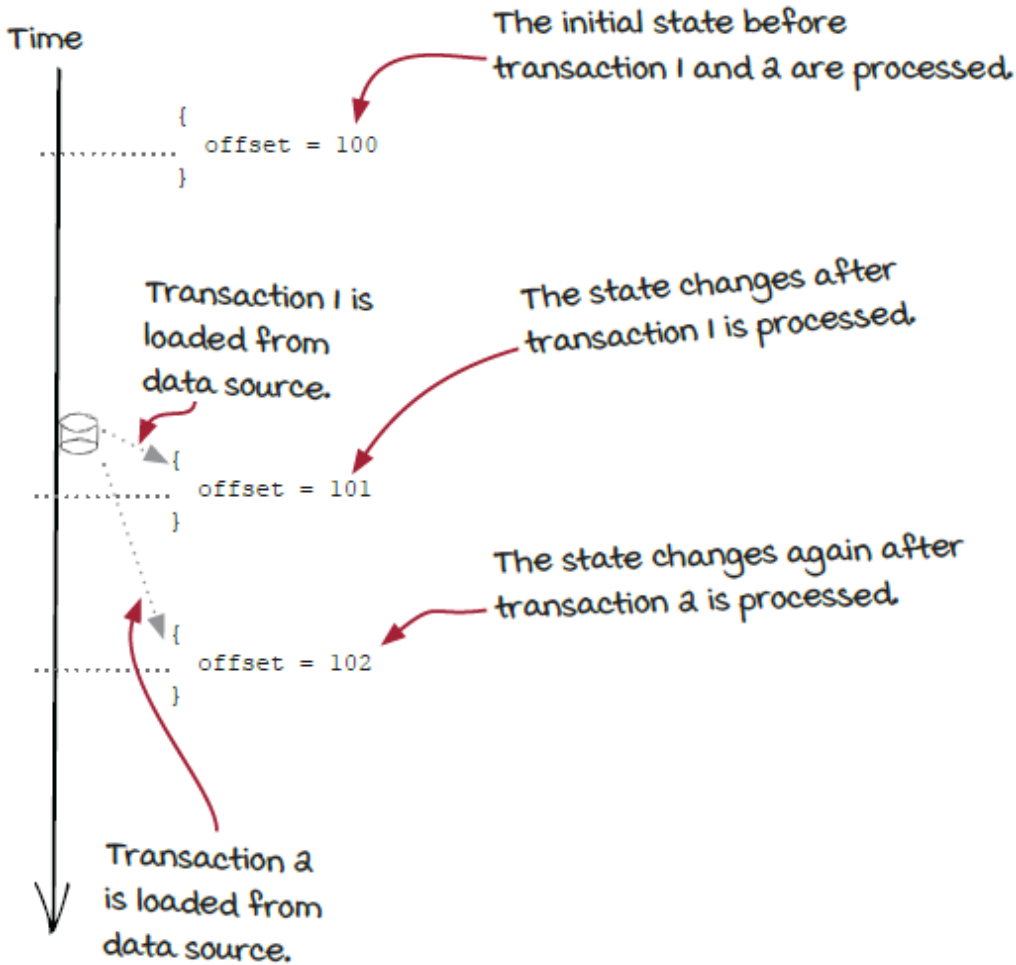 Time
The initial state before
transaction 1 and 2 are processed.
{
offset = 100
}
Transaction 1 is
loaded from
data source.
The state changes after
transaction 1 is processed.
{
offset = 101
}
The state changes again after
transaction 2 is processed.
{
offset = 102
}
Transaction 2
is loaded from
data source.